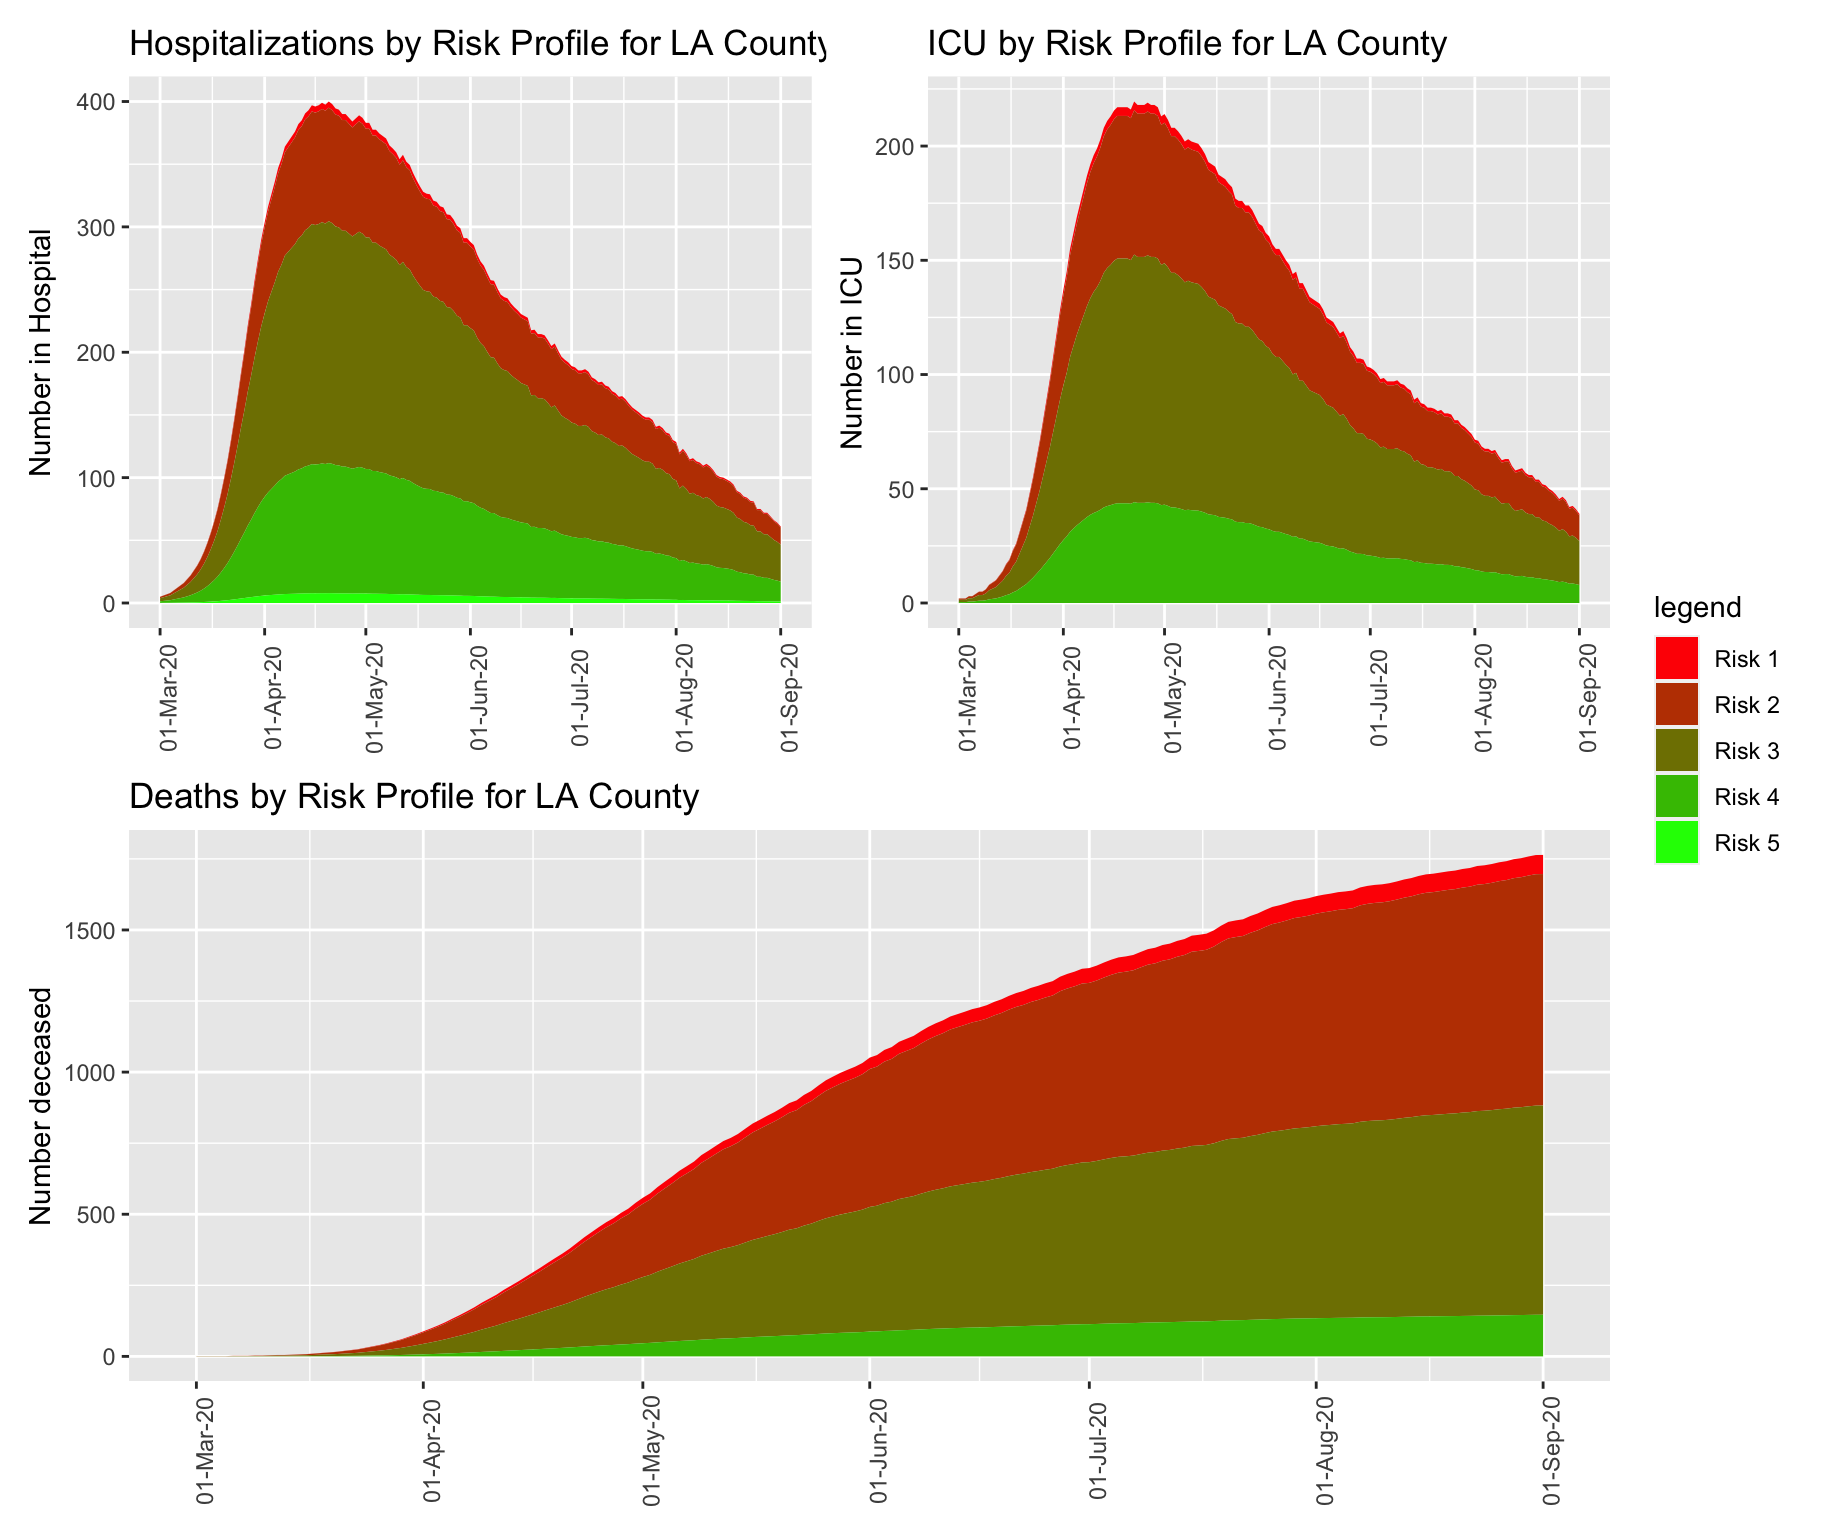 Hospitalizations by Risk Profile for LA County
Number in Hospital
400
300
200
100
0
01-Mar-20
01-Apr-20
01-May-20
01-Jun-20
01-Jul-20
01-Aug-20
01-Sep-20
ICU by Risk Profile for LA County
Number in ICU
200
150
100
50
0
01-Mar-20
01-Apr-20
01-May-20
01-Jun-20
01-Jul-20
01-Aug-20
01-Sep-20
legend
Risk 1
Risk 2
Risk 3
Risk 4
Risk 5
Deaths by Risk Profile for LA County
Number deceased
1500
1000
500
0
01-Mar-20
01-Apr-20
01-May-20
01-Jun-20
01-Jul-20
01-Aug-20
01-Sep-20